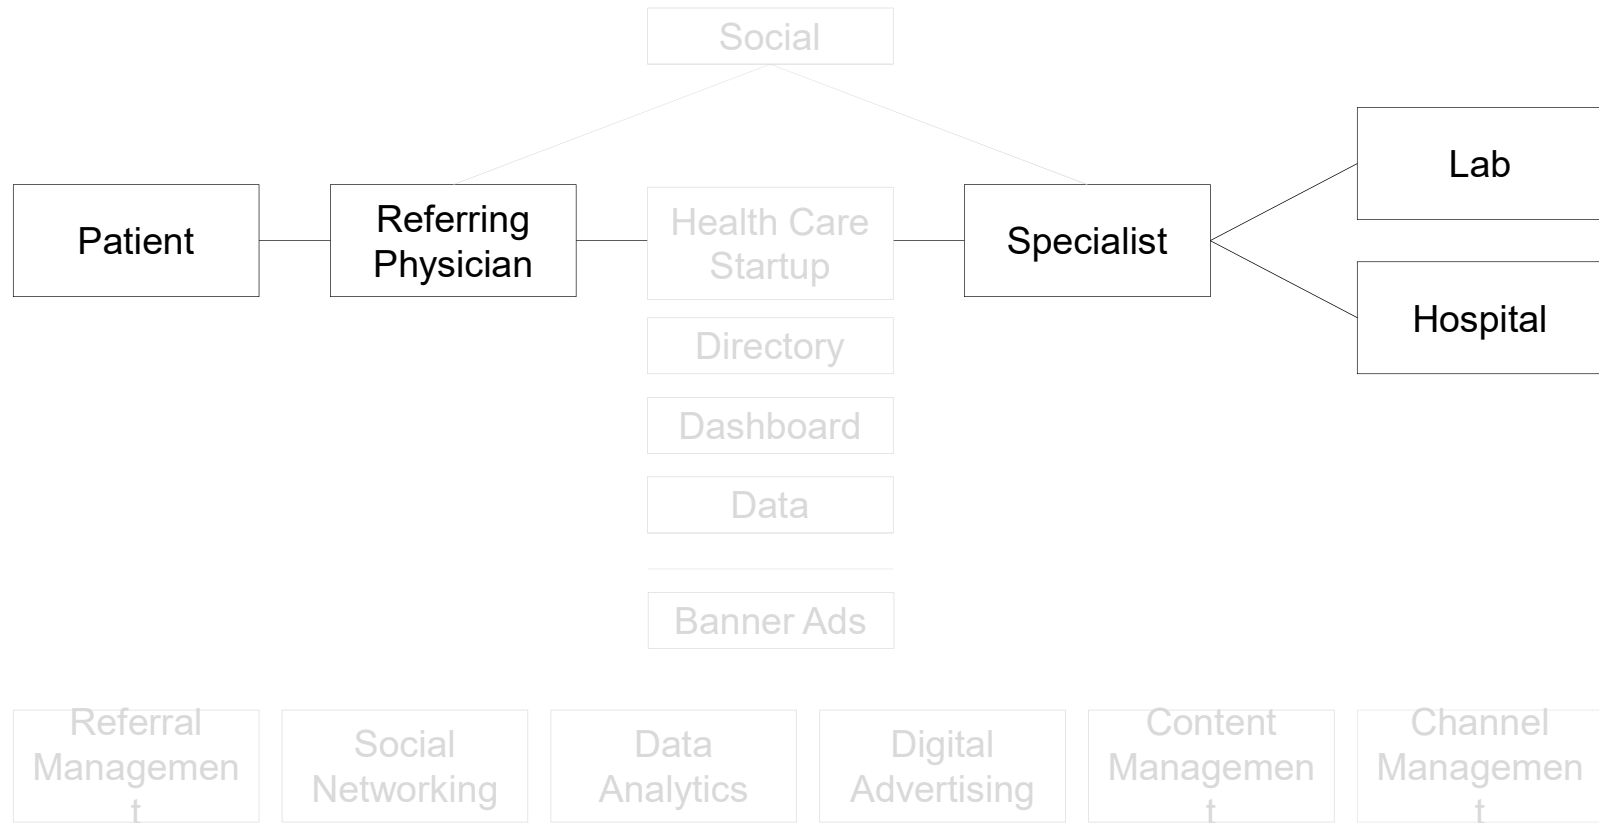 Social
Patient
Referring
Physician
Health Care
Startup
Specialist
Lab
Hospital
Directory
Dashboard
Data
Banner Ads
Referral
Managemen
t
Social
Networking
Data
Analytics
Digital
Advertising
Content
Managemen
t
Channel
Managemen
t